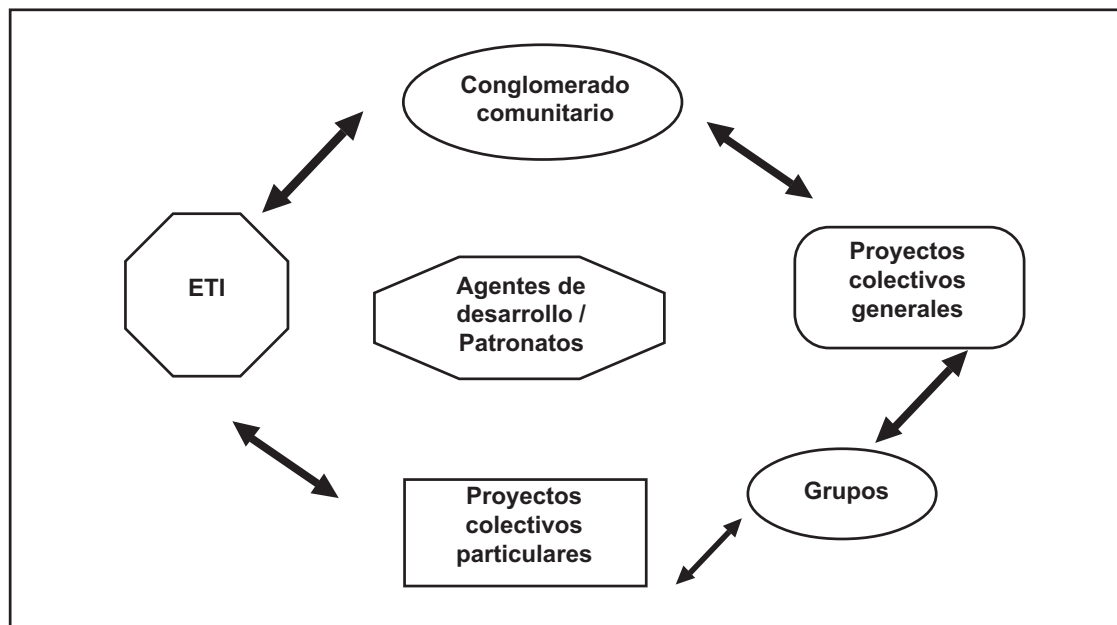 Conglomerado
comunitario
ETI
Agentes de
desarrollo /
Patronatos
Proyectos
colectivos
generales
Proyectos
colectivos
particulares
Grupos